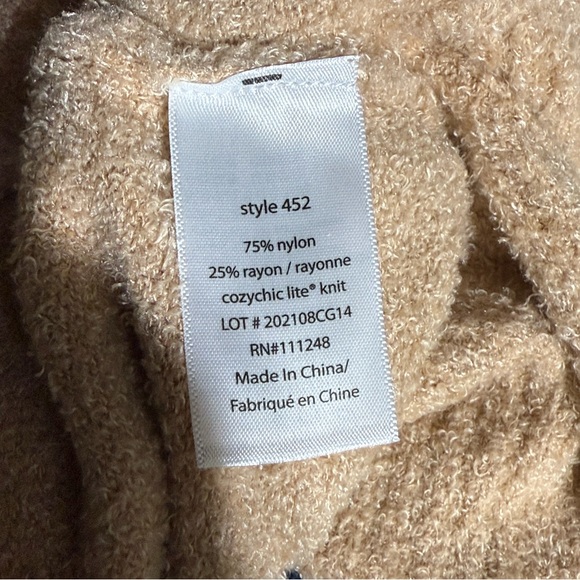 style 452
75% nylon
25% rayon / rayonne
cozychic lite® knit
LOT # 202108CG14
RN#111248
Made In China/
Fabriqué en Chine